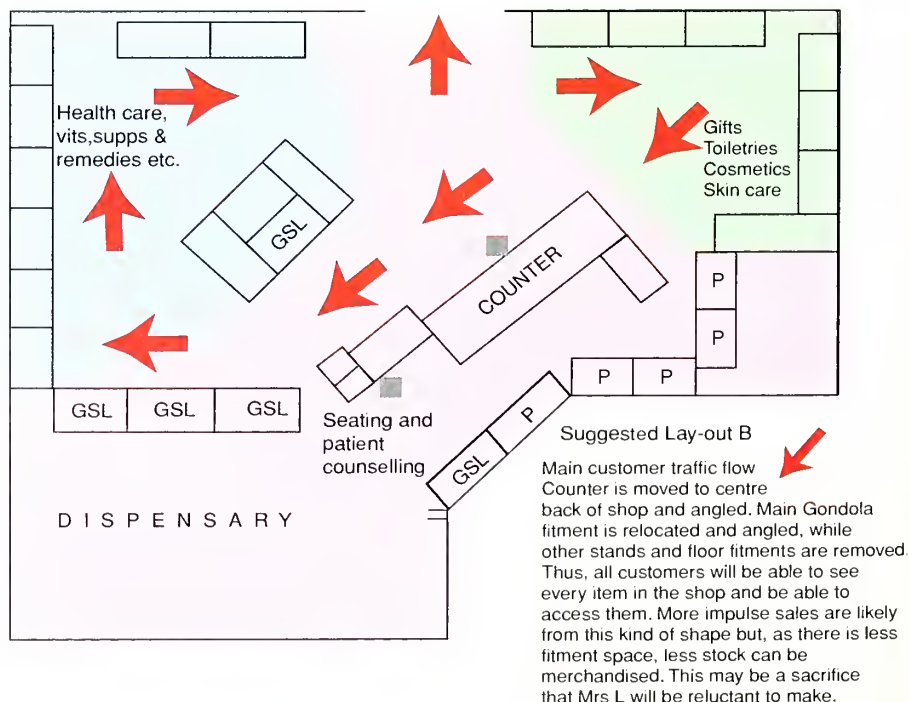 Health care,
vits,supps &
remedies etc.
Gifts
Toiletries
Cosmetics
Skin care
GSL
COUNTER
P
P
P
P
GSL
GSL
GSL
Seating and
patient
counselling
P
GSL
DISPENSARY
Suggested Lay-out B
Main customer traffic flow
Counter is moved to centre
back of shop and angled. Main Gondola
fitment is relocated and angled, while
other stands and floor fitments are removed.
Thus, all customers will be able to see
every item in the shop and be able to
access them. More impulse sales are likely
from this kind of shape but, as there is less
fitment space, less stock can be
merchandised. This may be a sacrifice
that Mrs L will be reluctant to make.